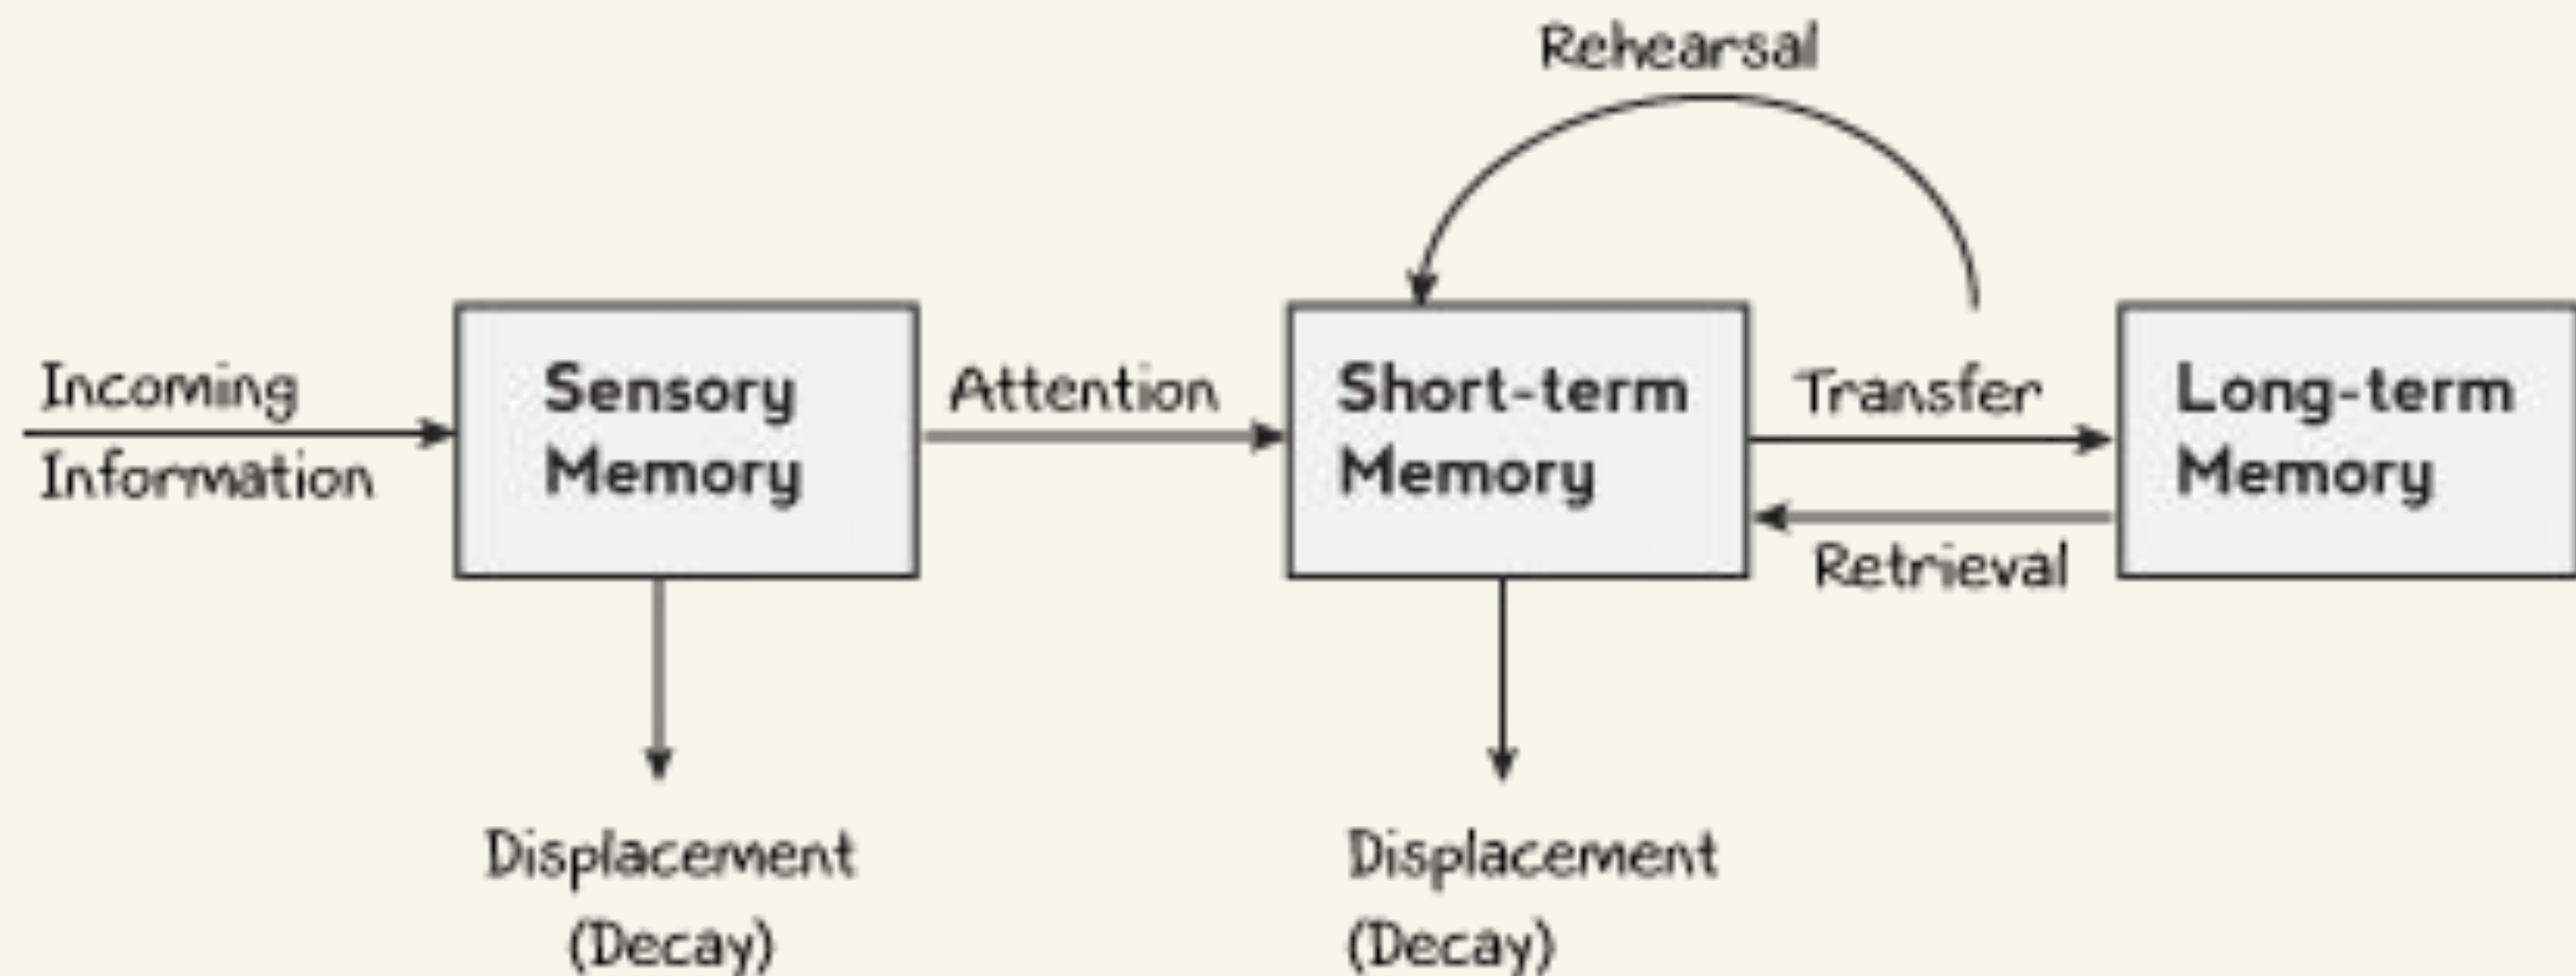 Rehearsal
Incoming
Information
Sensory
Memory
Attention
Short-term
Memory
Transfer
Retrieval
Long-term
Memory
Displacement
(Decay)
Displacement
(Decay)